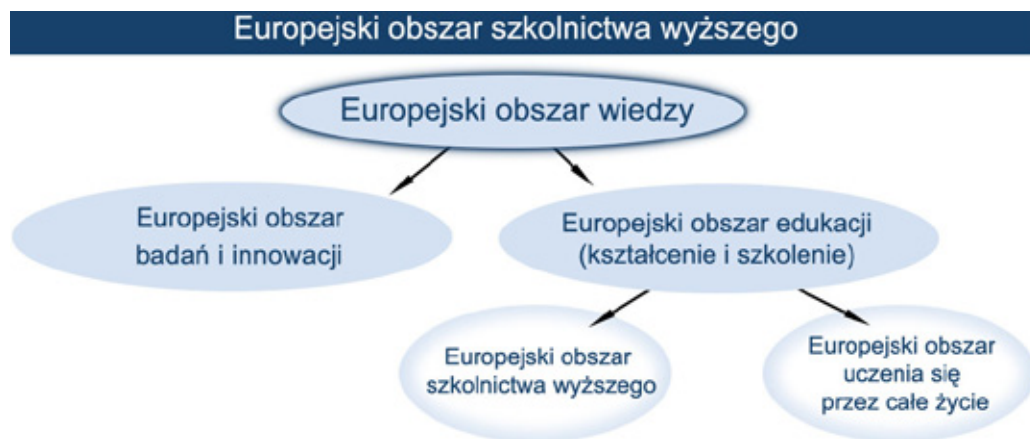 Europejski obszar szkolnictwa wyższego
Europejski obszar wiedzy
Europejski obszar
badań i innowacji
Europejski obszar edukacji
(kształcenie i szkolenie)
Europejski obszar
szkolnictwa wyższego
Europejski obszar
uczenia się
przez całe życie